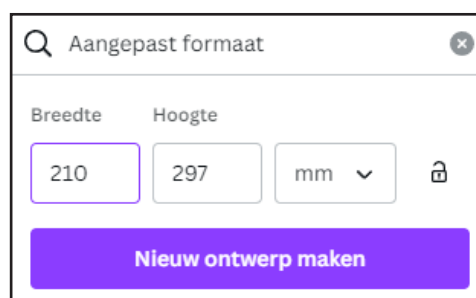 Aangepast formaat
Breedte Hoogte
210 297 mm
Nieuw ontwerp maken